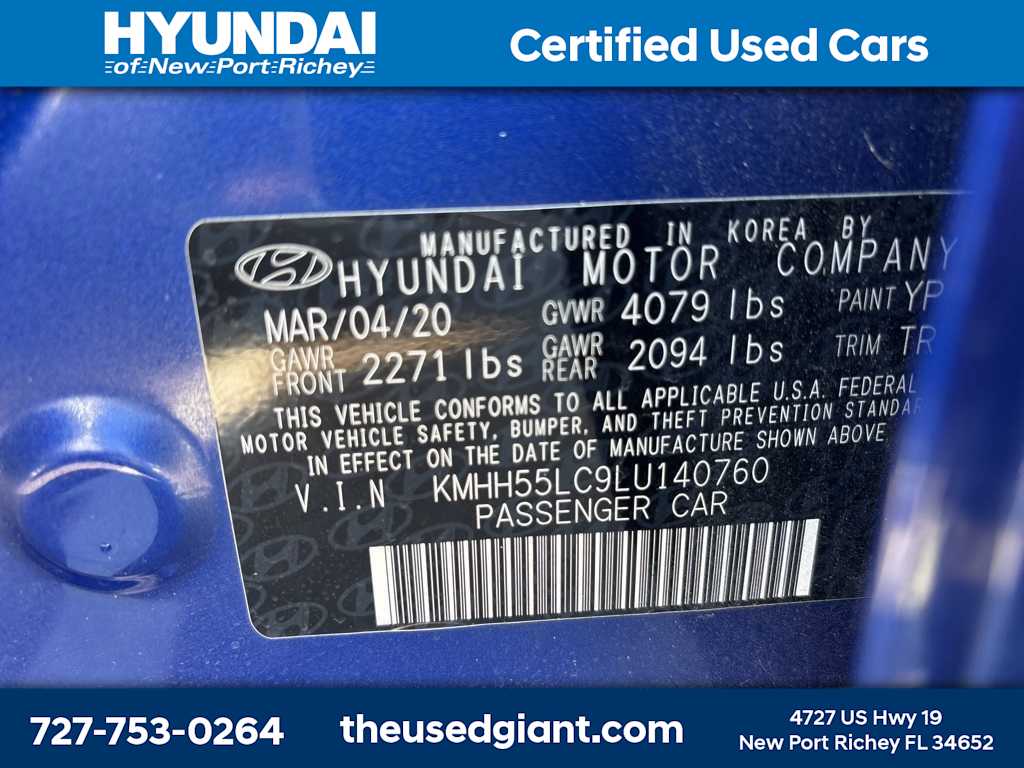 HYUNDAI
of New Port Richey
Certified Used Cars
MANUFACTURED IN KOREA BY
HYUNDAI MOTOR COMPANY
MAR/04/20 GVWR 4079 lbs PAINT YP
GAWR FRONT 2271 lbs GAWR REAR 2094 lbs TRIM TR
THIS VEHICLE CONFORMS TO ALL APPLICABLE U.S.A. FEDERAL
MOTOR VEHICLE SAFETY, BUMPER, AND THEFT PREVENTION STANDAR
IN EFFECT ON THE DATE OF MANUFACTURE SHOWN ABOVE
V.I.N KMHH55LC9LU140760
PASSENGER CAR
727-753-0264
theusedgiant.com
4727 US Hwy 19
New Port Richey FL 34652